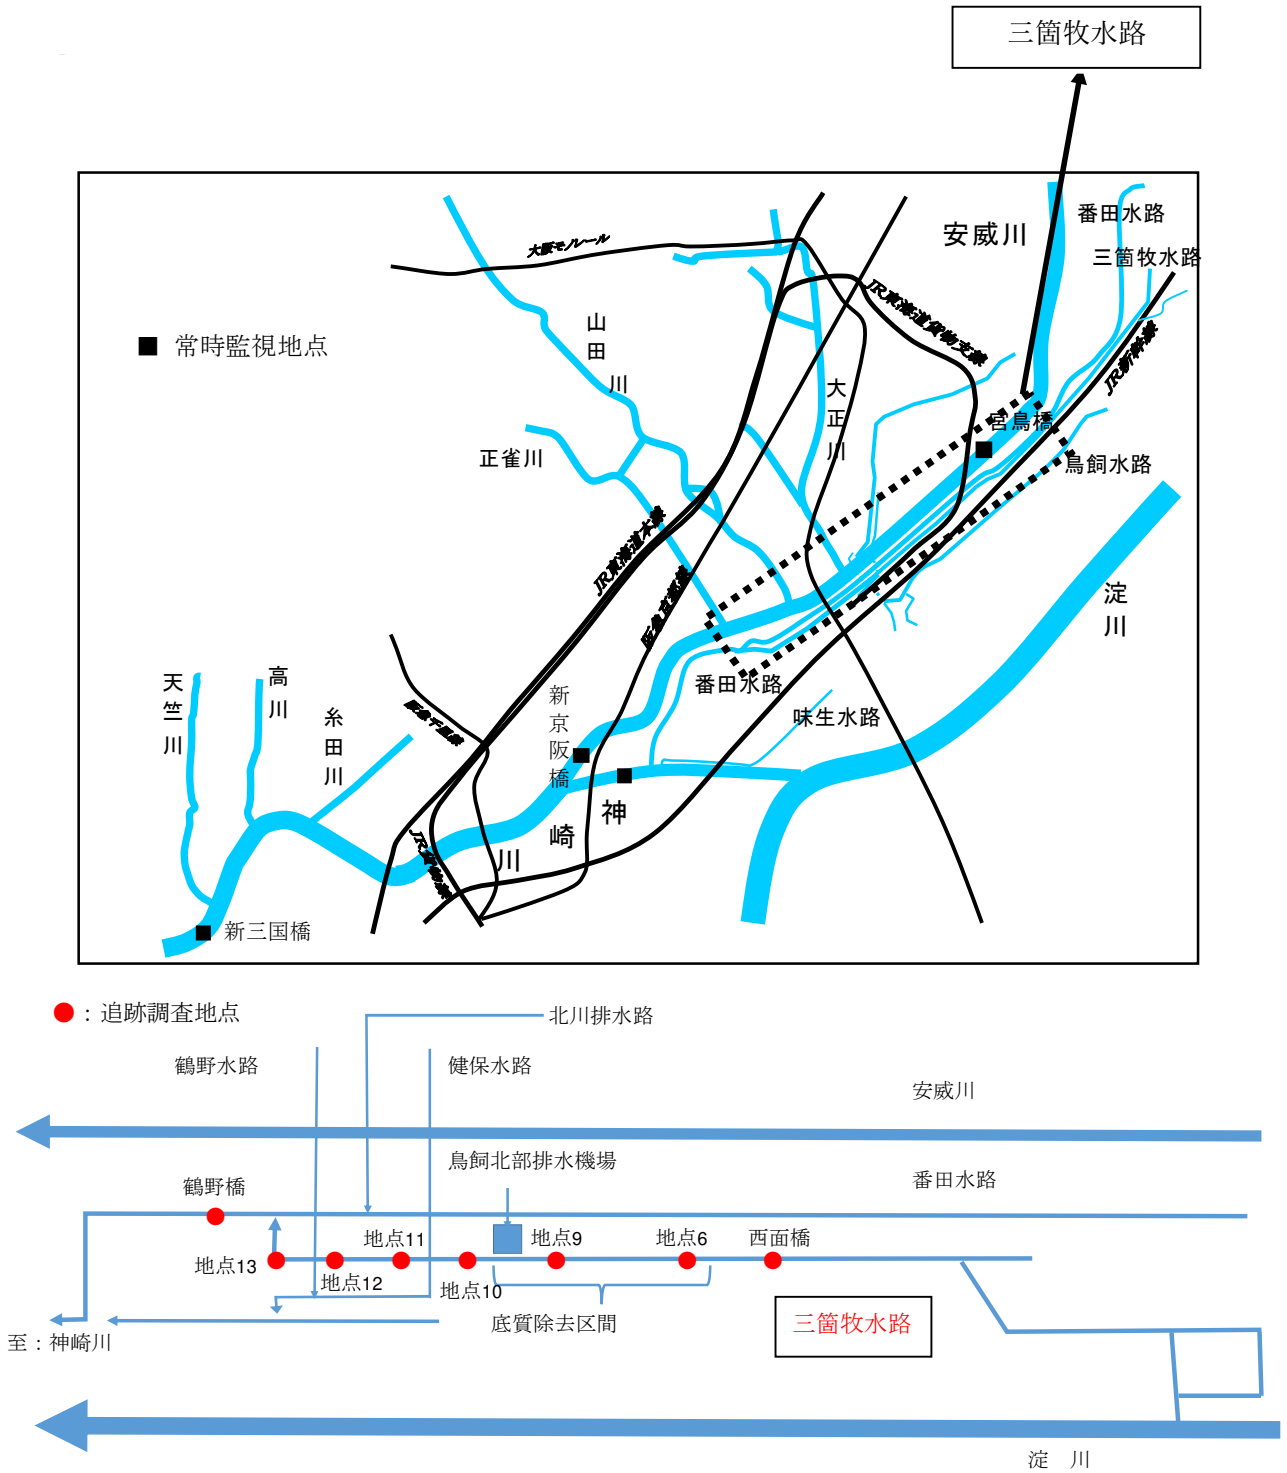 三箇牧水路
安威川
番田水路
三箇牧水路
大阪モノレール
JR東海道貨物支線
JR新幹線
■ 常時監視地点
山田川
大正川
宮鳥橋
正雀川
鳥飼水路
JR東海道本線
阪急京都線
淀川
番田水路
味生水路
天竺川
高川
糸田川
阪急千里線
新京阪橋
神崎川
JR貨物線
新三国橋
●：追跡調査地点
北川排水路
鶴野水路
健保水路
安威川
鳥飼北部排水機場
番田水路
鶴野橋
地点11
地点9
地点6
西面橋
地点13
地点12
地点10
底質除去区間
三箇牧水路
至：神崎川
淀 川